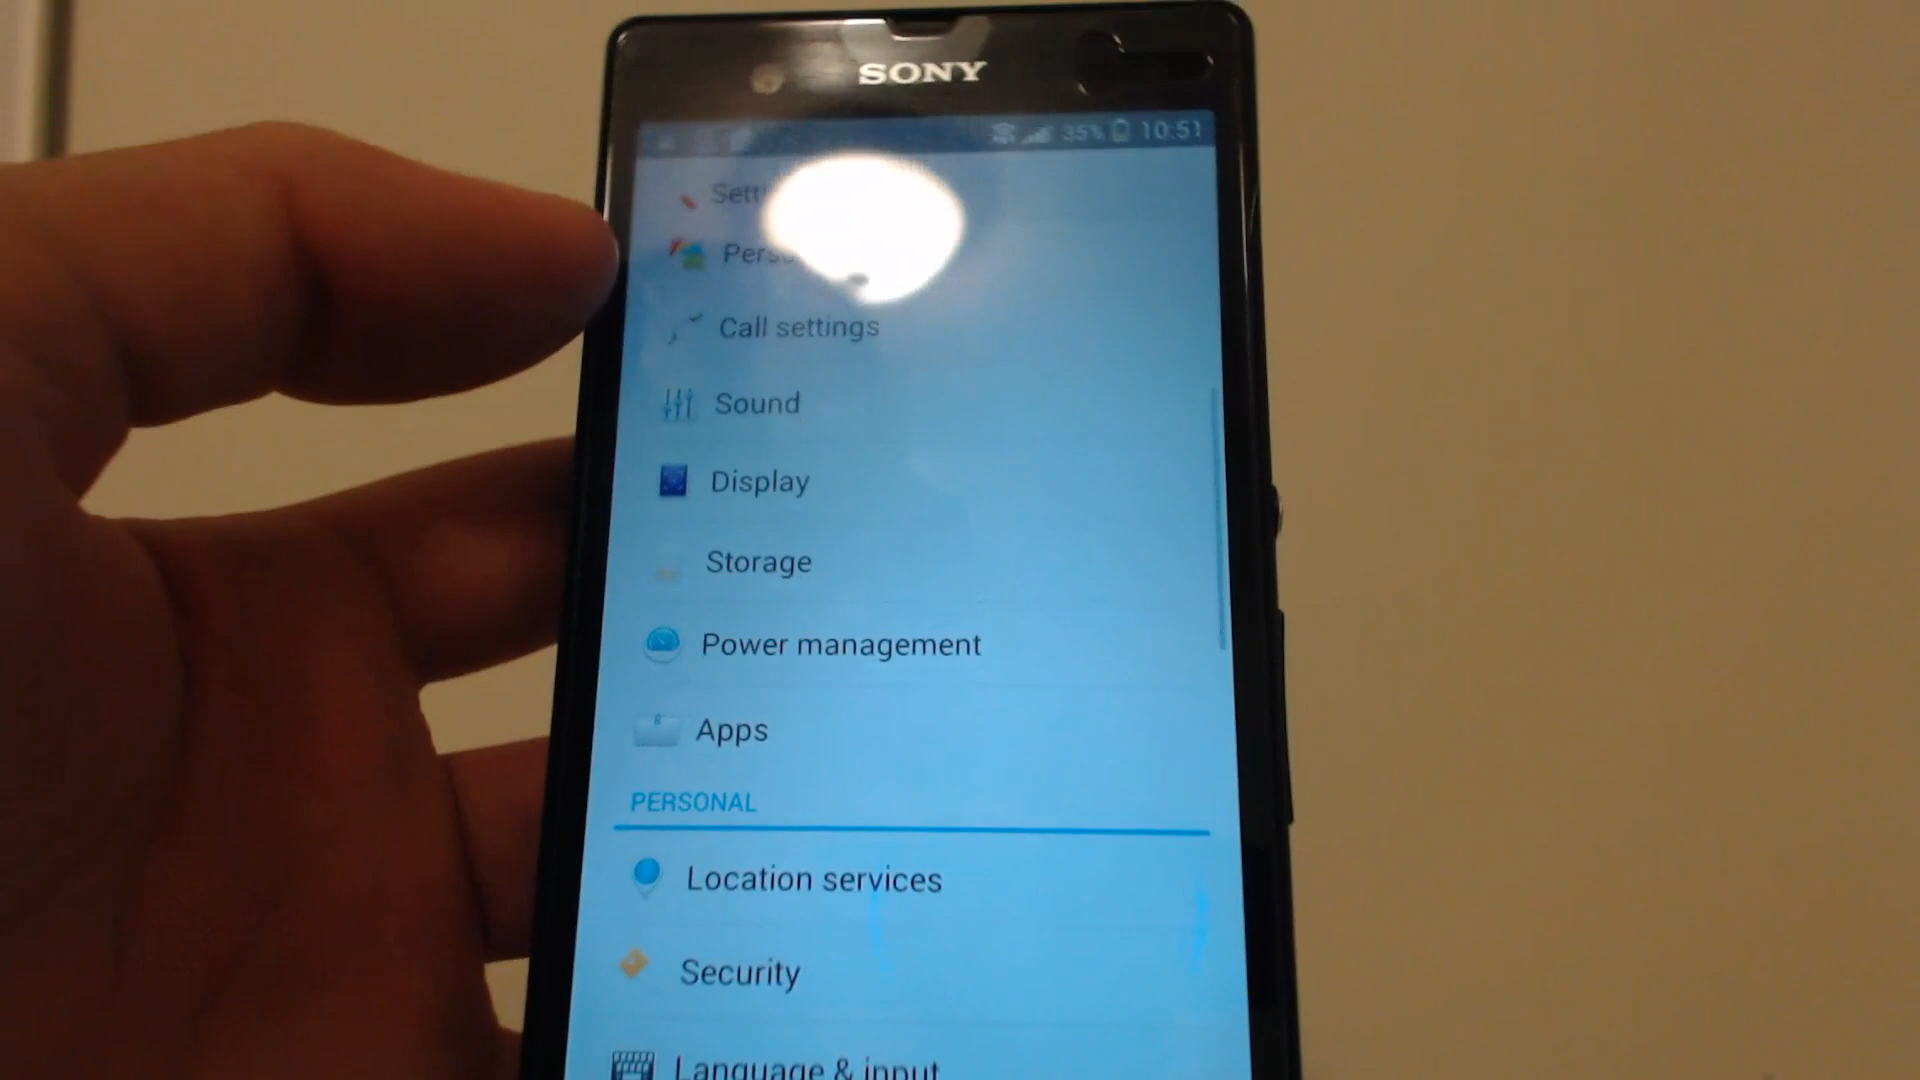 SONY
35% 10:51
Call settings
Sound
Display
Storage
Power management
Apps
PERSONAL
Location services
Security
Language & input